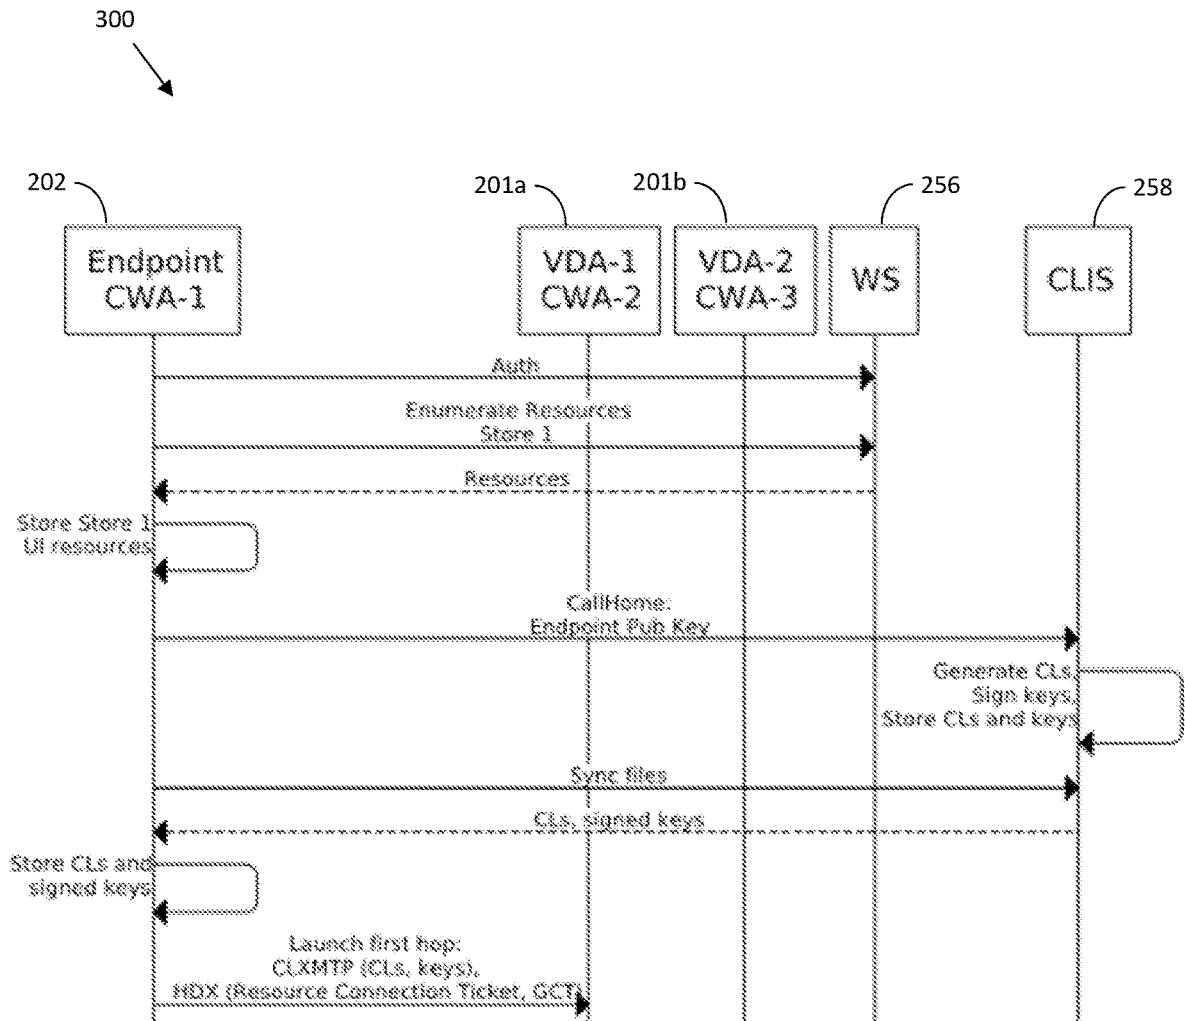 300
202
201a
201b
256
258
Endpoint
CWA-1
VDA-1
CWA-2
VDA-2
CWA-3
WS
CLIS
Auth
Enumerate Resources
Store 1
Resources
Store Store 1
UI resources
CallHome:
Endpoint Pub Key
Generate CLs,
Sign keys,
Store CLs and keys
Sync files
CLs, signed keys
Store CLs and
signed keys
Launch first hop:
CLXMTP (CLs, keys),
HDX (Resource Connection Ticket, GCT)